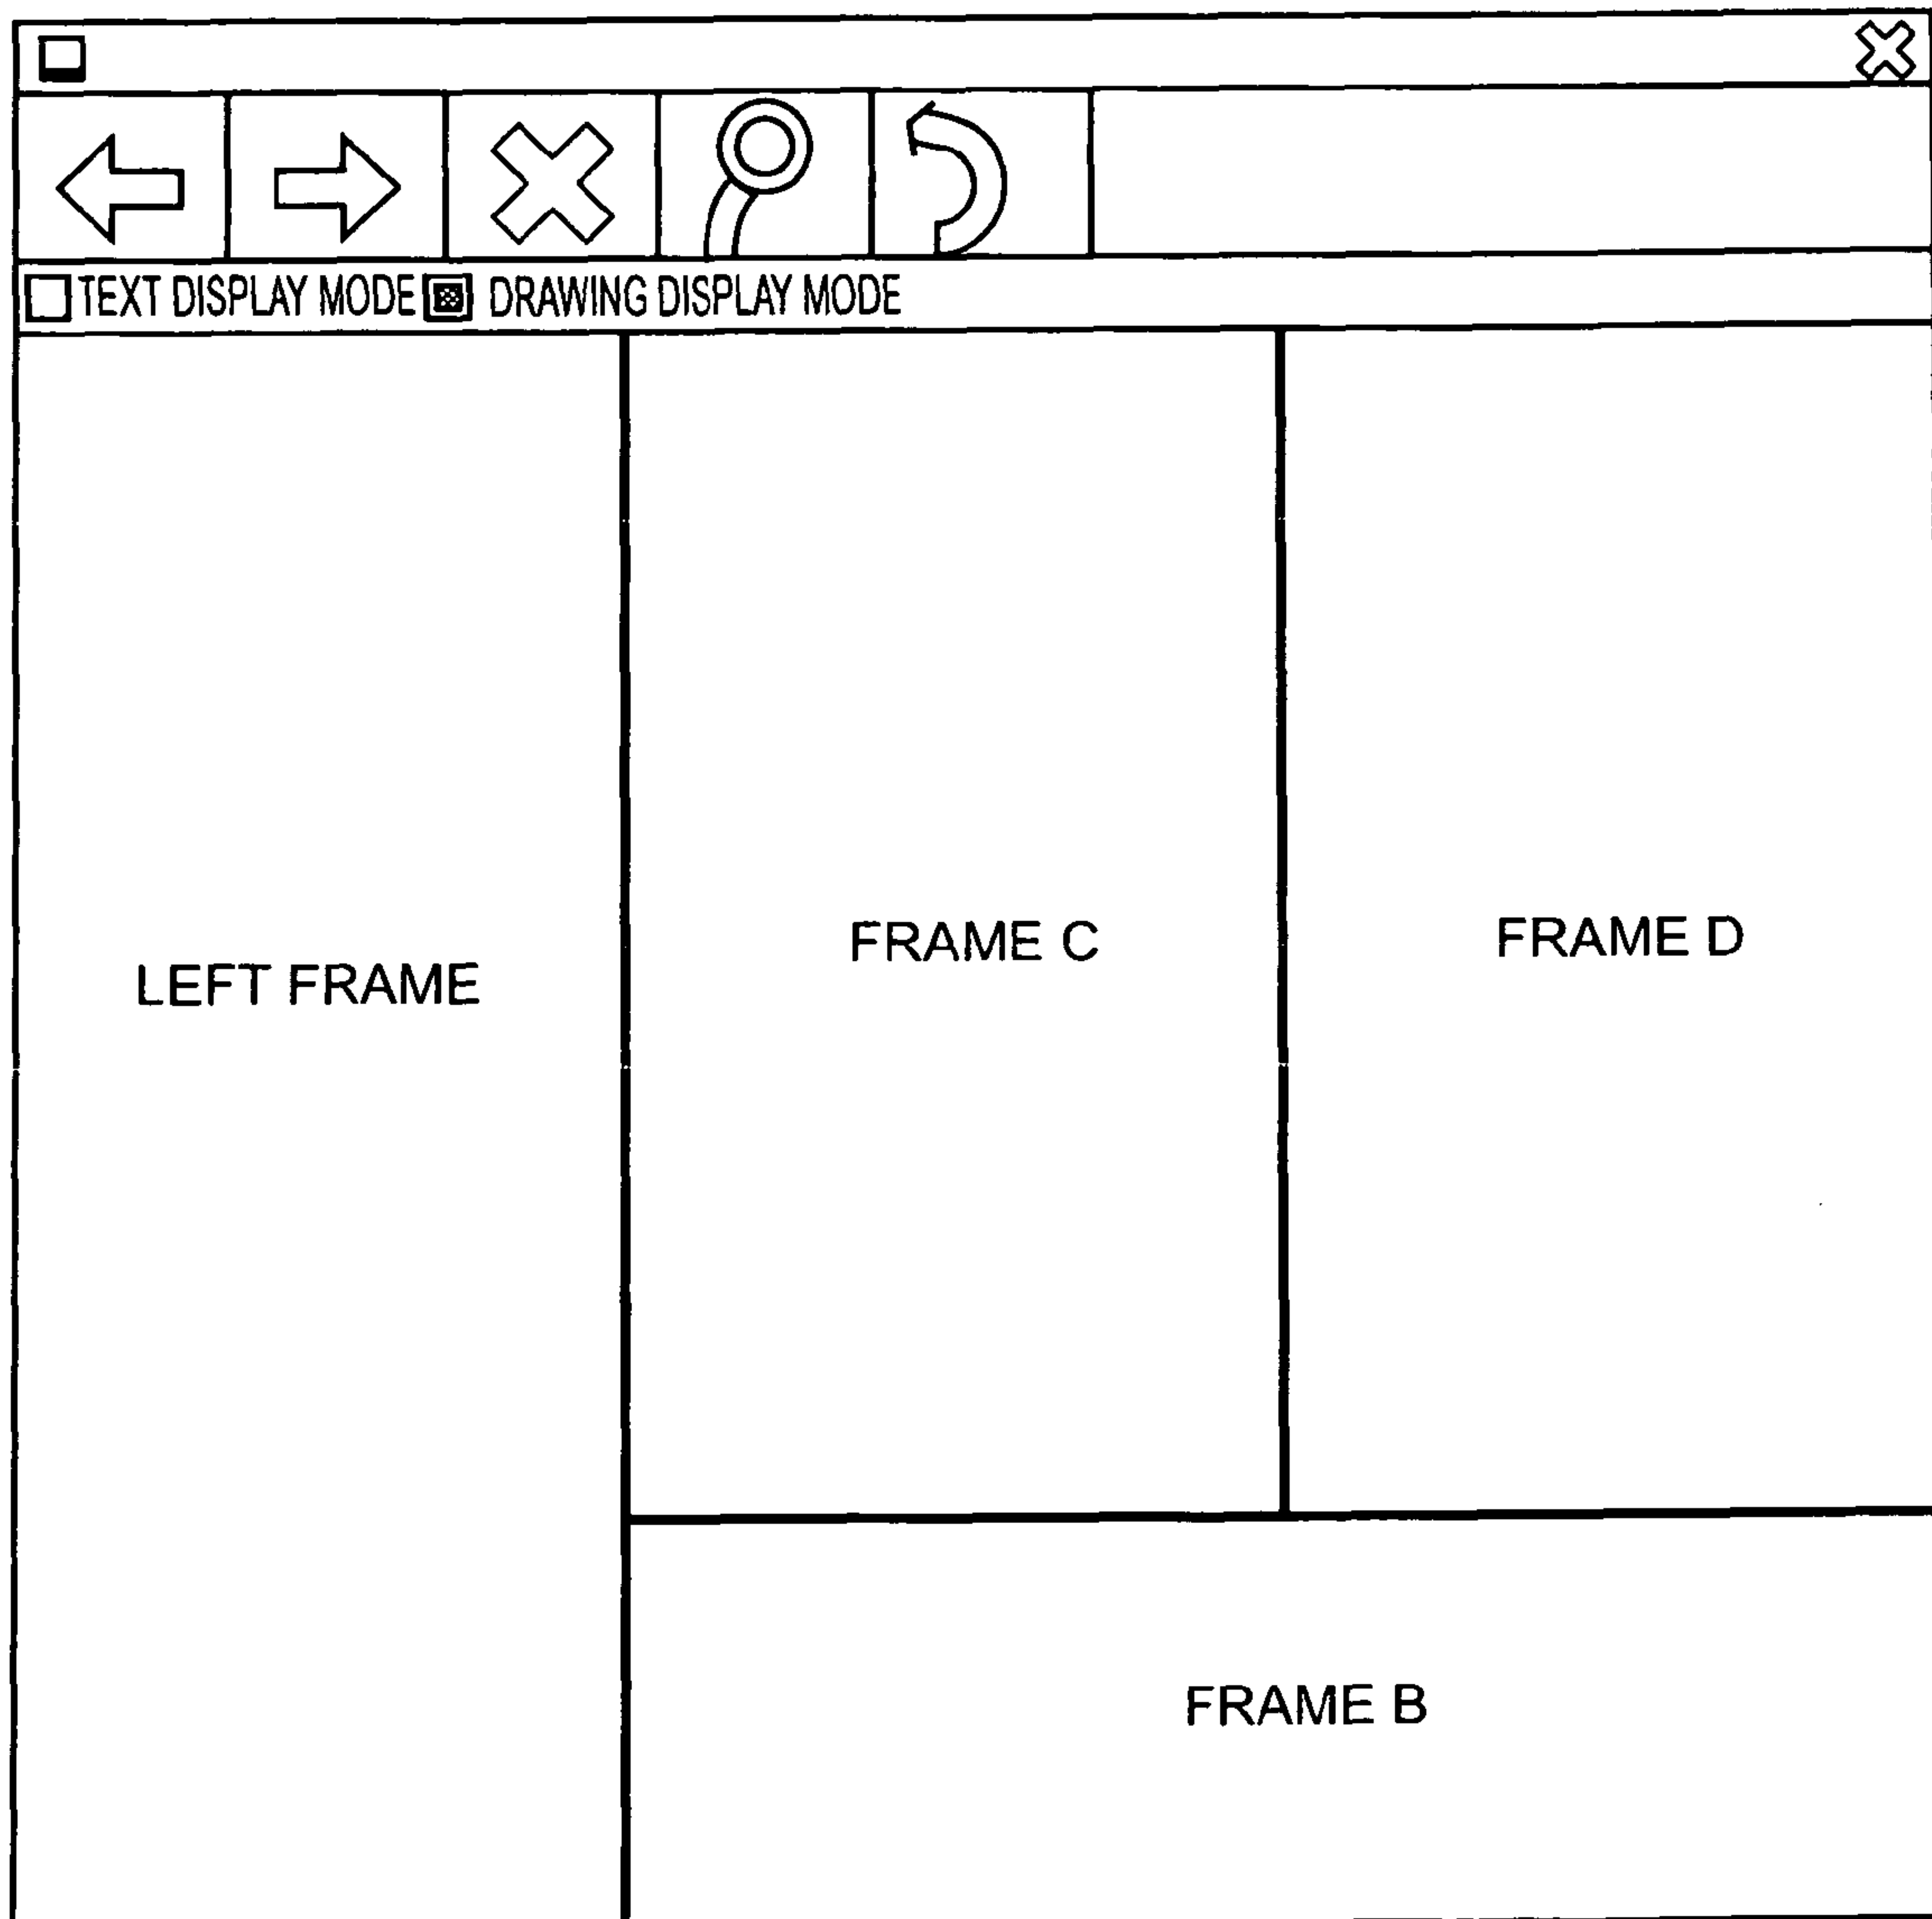 TEXT DISPLAY MODE DRAWING DISPLAY MODE
LEFT FRAME
FRAME C
FRAME D
FRAME B